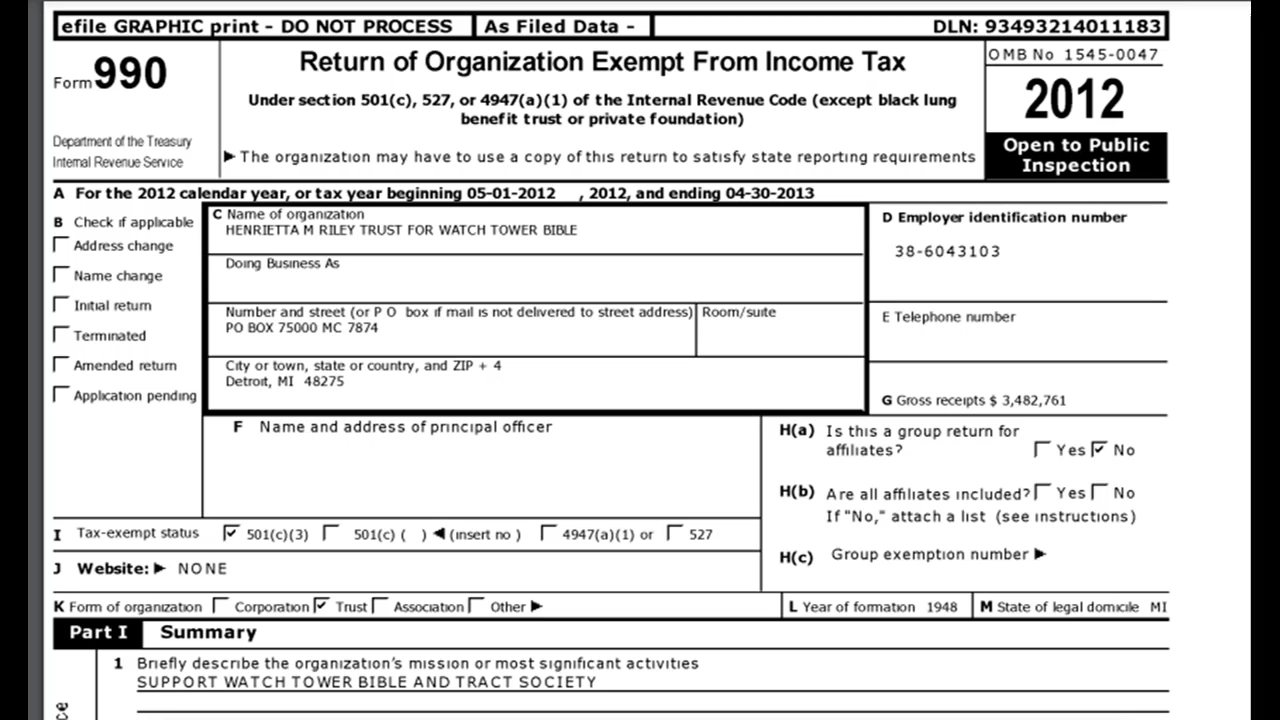 efile GRAPHIC print - DO NOT PROCESS As Filed Data - DLN: 93493214011183
Form 990
Department of the Treasury
Internal Revenue Service
Return of Organization Exempt From Income Tax
Under section 501(c), 527, or 4947(a)(1) of the Internal Revenue Code (except black lung
benefit trust or private foundation)
▶ The organization may have to use a copy of this return to satisfy state reporting requirements
OMB No 1545-0047
2012
Open to Public
Inspection
A For the 2012 calendar year, or tax year beginning 05-01-2012 , 2012, and ending 04-30-2013
B Check if applicable
Address change
Name change
Initial return
Terminated
Amended return
Application pending
C Name of organization
HENRIETTA M RILEY TRUST FOR WATCH TOWER BIBLE
Doing Business As
Number and street (or P O box if mail is not delivered to street address) Room/suite
PO BOX 75000 MC 7874
City or town, state or country, and ZIP + 4
Detroit, MI 48275
D Employer identification number
38-6043103
E Telephone number
G Gross receipts $ 3,482,761
F Name and address of principal officer
H(a) Is this a group return for
affiliates? Yes No
H(b) Are all affiliates included? Yes No
If "No," attach a list (see instructions)
H(c) Group exemption number ▶
I Tax-exempt status 501(c)(3) 501(c) ( ) ◀ (insert no ) 4947(a)(1) or 527
J Website: ▶ NONE
K Form of organization Corporation Trust Association Other ▶
L Year of formation 1948 M State of legal domicile MI
Part I Summary
1 Briefly describe the organization's mission or most significant activities
SUPPORT WATCH TOWER BIBLE AND TRACT SOCIETY